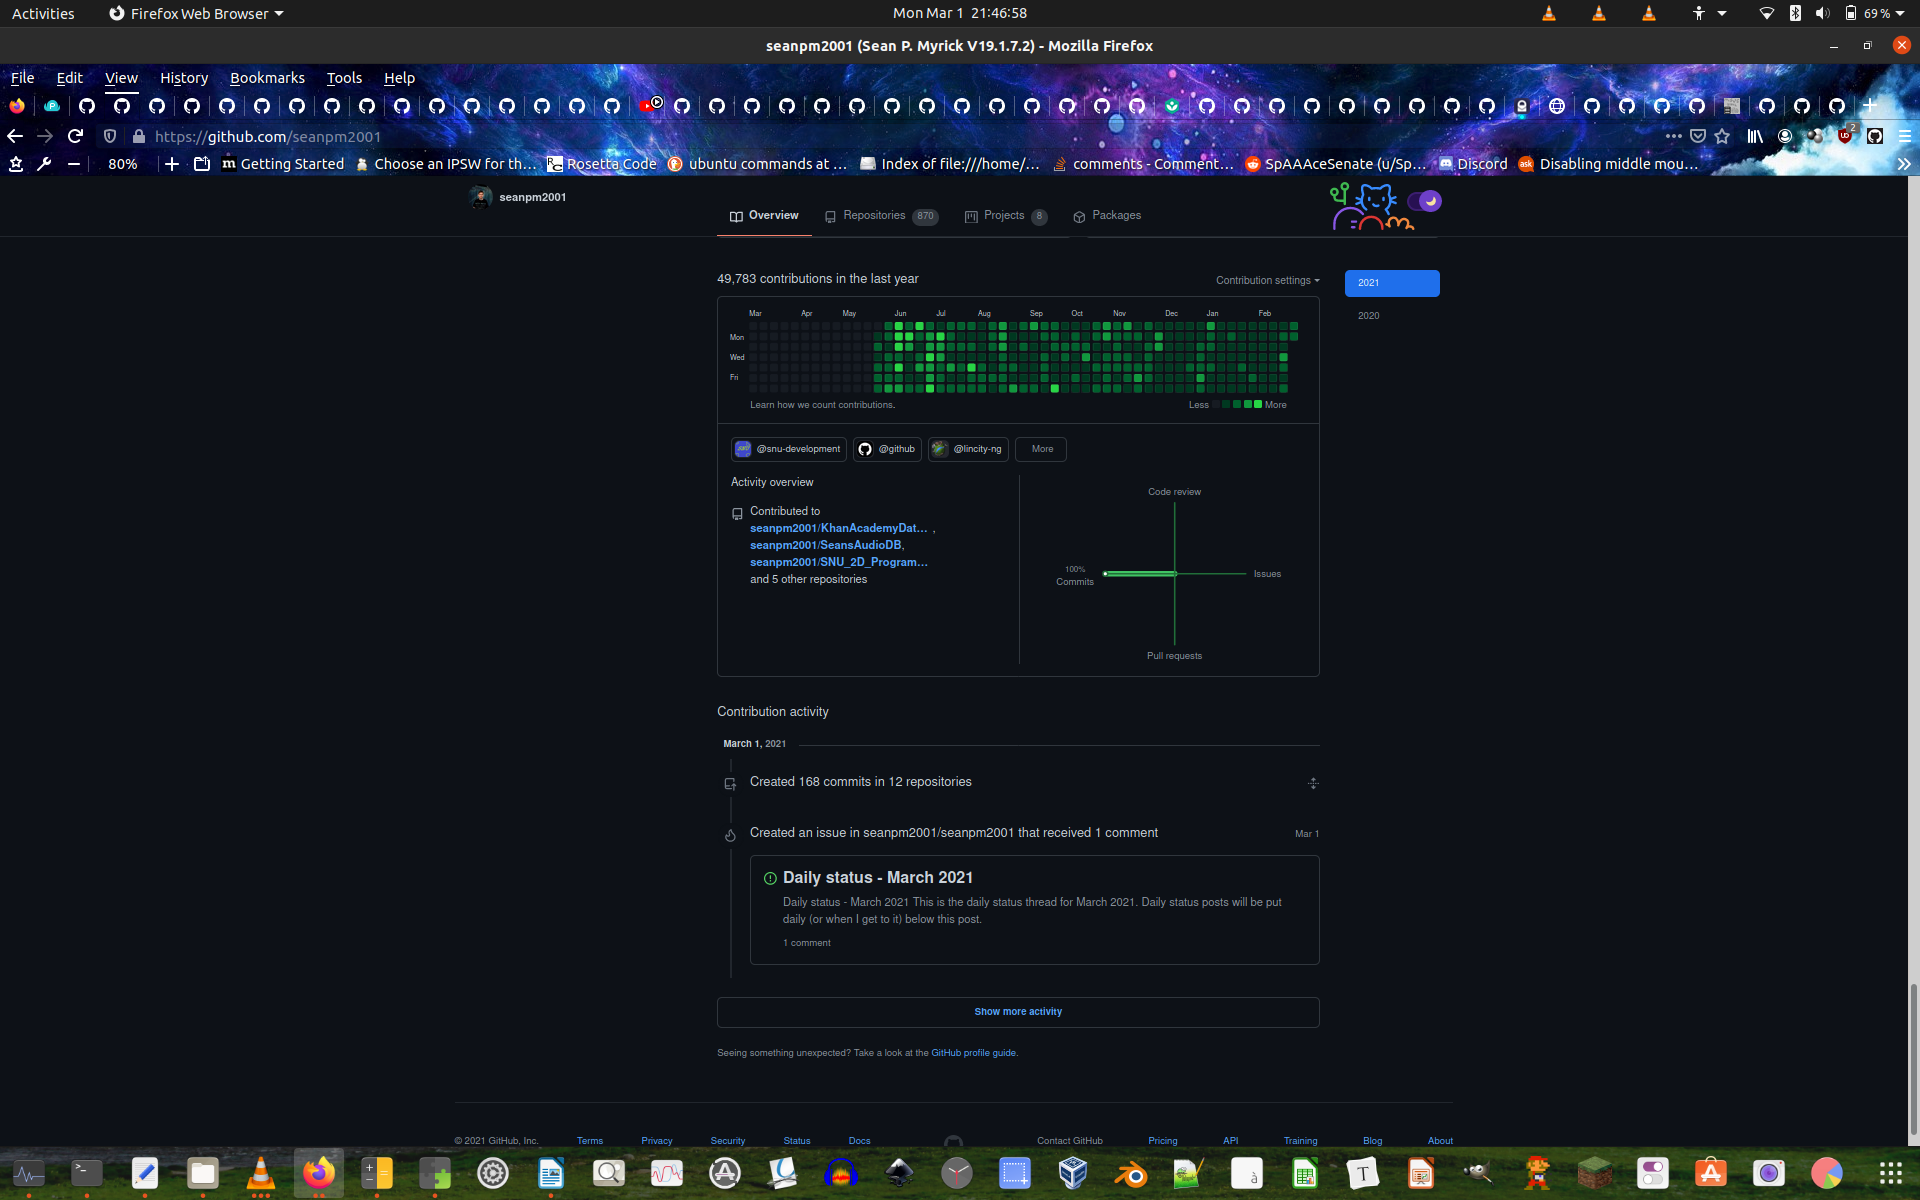 Activities
Firefox Web Browser
Mon Mar 1 21:46:58
69 %
seanpm2001 (Sean P. Myrick V19.1.7.2) - Mozilla Firefox
File Edit View History Bookmarks Tools Help
https://github.com/seanpm2001
2
80%
Getting Started
Choose an IPSW for th…
Rosetta Code
ubuntu commands at …
Index of file:///home/…
comments - Comment…
SpAAAceSenate (u/Sp…
Discord
Disabling middle mou…
seanpm2001
Overview
Repositories 870
Projects 8
Packages
49,783 contributions in the last year
Contribution settings
2021
2020
Mar Apr May Jun Jul Aug Sep Oct Nov Dec Jan Feb
Mon
Wed
Fri
Learn how we count contributions.
Less More
@snu-development
@github
@lincity-ng
More
Activity overview
Contributed to
seanpm2001/KhanAcademyDat… ,
seanpm2001/SeansAudioDB,
seanpm2001/SNU_2D_Program…
and 5 other repositories
Code review
100%
Commits
Issues
Pull requests
Contribution activity
March 1, 2021
Created 168 commits in 12 repositories
Created an issue in seanpm2001/seanpm2001 that received 1 comment
Mar 1
Daily status - March 2021
Daily status - March 2021 This is the daily status thread for March 2021. Daily status posts will be put
daily (or when I get to it) below this post.
1 comment
Show more activity
Seeing something unexpected? Take a look at the GitHub profile guide.
© 2021 GitHub, Inc. Terms Privacy Security Status Docs Contact GitHub Pricing API Training Blog About